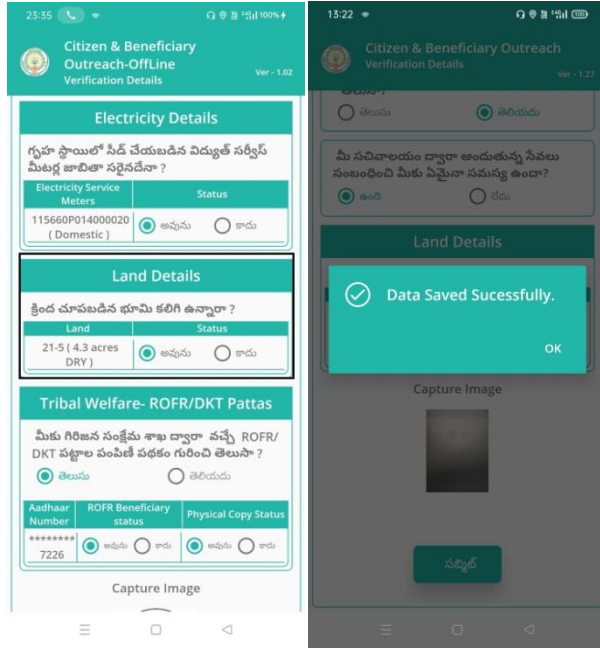 23:35
100%
Citizen & Beneficiary
Outreach-OffLine
Verification Details
Ver - 1.02
Electricity Details
గృహ స్థాయిలో సీడ్ చేయబడిన విద్యుత్ సర్వీస్
మీటర్ల జాబితా సరైనదేనా ?
Electricity Service
Meters
Status
115660P014000020
( Domestic )
అవును
కాదు
Land Details
క్రింద చూపబడిన భూమి కలిగి ఉన్నారా ?
Land
Status
21-5 ( 4.3 acres
DRY )
అవును
కాదు
Tribal Welfare- ROFR/DKT Pattas
మీకు గిరిజన సంక్షేమ శాఖ ద్వారా వచ్చే ROFR/
DKT పట్టాల పంపిణీ పథకం గురించి తెలుసా ?
తెలుసు
తెలియదు
Aadhaar
Number
ROFR Beneficiary
status
Physical Copy Status
********
7226
అవును
కాదు
అవును
కాదు
Capture Image
13:22
100
Citizen & Beneficiary Outreach
Verification Details
Ver - 1.27
తెలుసా?
తెలుసు
తెలియదు
మీ సచివాలయం ద్వారా అందుతున్న సేవలు
సంబంధించి మీకు ఏమైనా సమస్య ఉందా?
ఉంది
లేదు
Land Details
Data Saved Sucessfully.
OK
Capture Image
సబ్మిట్